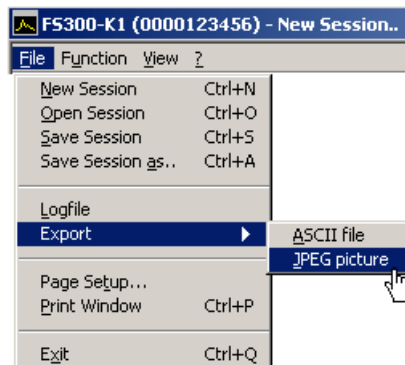 FS300-K1 (0000123456) - New Session..
File Function View ?
New Session Ctrl+N
Open Session Ctrl+O
Save Session Ctrl+S
Save Session as.. Ctrl+A
Logfile
Export
ASCII file
JPEG picture
Page Setup...
Print Window Ctrl+P
Exit Ctrl+Q